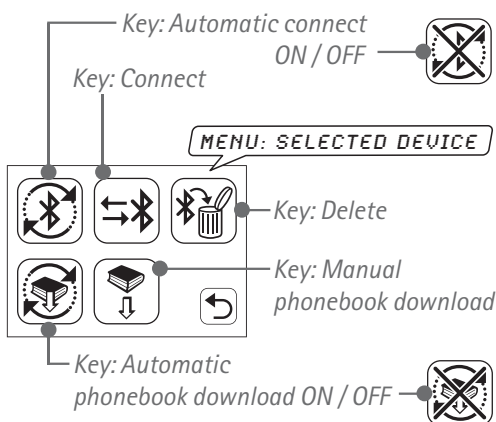 Key: Automatic connect
ON / OFF
Key: Connect
MENU: SELECTED DEVICE
Key: Delete
Key: Manual
phonebook download
Key: Automatic
phonebook download ON / OFF